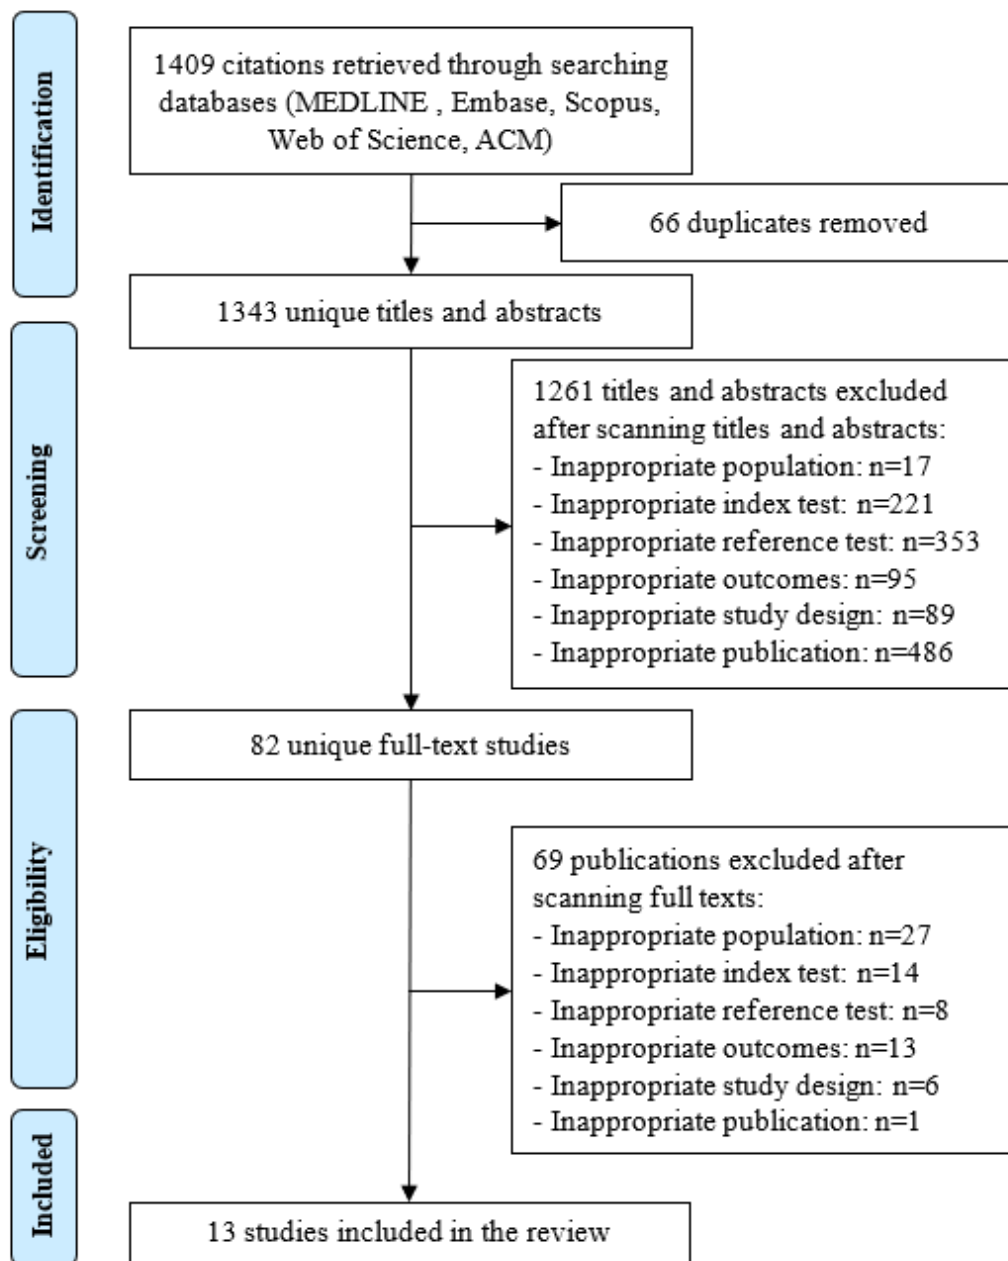 Identification
1409 citations retrieved through searching
databases (MEDLINE , Embase, Scopus,
Web of Science, ACM)
66 duplicates removed
1343 unique titles and abstracts
Screening
1261 titles and abstracts excluded
after scanning titles and abstracts:
- Inappropriate population: n=17
- Inappropriate index test: n=221
- Inappropriate reference test: n=353
- Inappropriate outcomes: n=95
- Inappropriate study design: n=89
- Inappropriate publication: n=486
82 unique full-text studies
Eligibility
69 publications excluded after
scanning full texts:
- Inappropriate population: n=27
- Inappropriate index test: n=14
- Inappropriate reference test: n=8
- Inappropriate outcomes: n=13
- Inappropriate study design: n=6
- Inappropriate publication: n=1
Included
13 studies included in the review